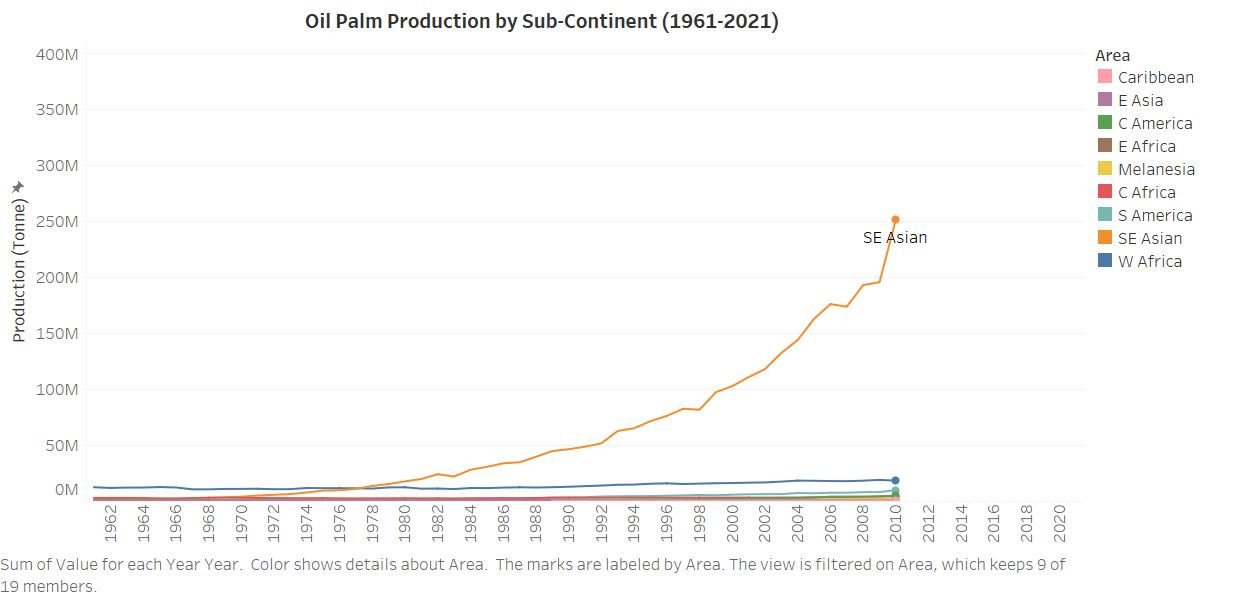 Oil Palm Production by Sub-Continent (1961-2021)
400M
350M
300M
250M
200M
150M
100M
50M
0M
Production (Tonne)
SE Asian
1962
1964
1966
1968
1970
1972
1974
1976
1978
1980
1982
1984
1986
1988
1990
1992
1994
1996
1998
2000
2002
2004
2006
2008
2010
2012
2014
2016
2018
2020
Area
Caribbean
E Asia
C America
E Africa
Melanesia
C Africa
S America
SE Asian
W Africa
Sum of Value for each Year Year.  Color shows details about Area.  The marks are labeled by Area. The view is filtered on Area, which keeps 9 of
19 members.